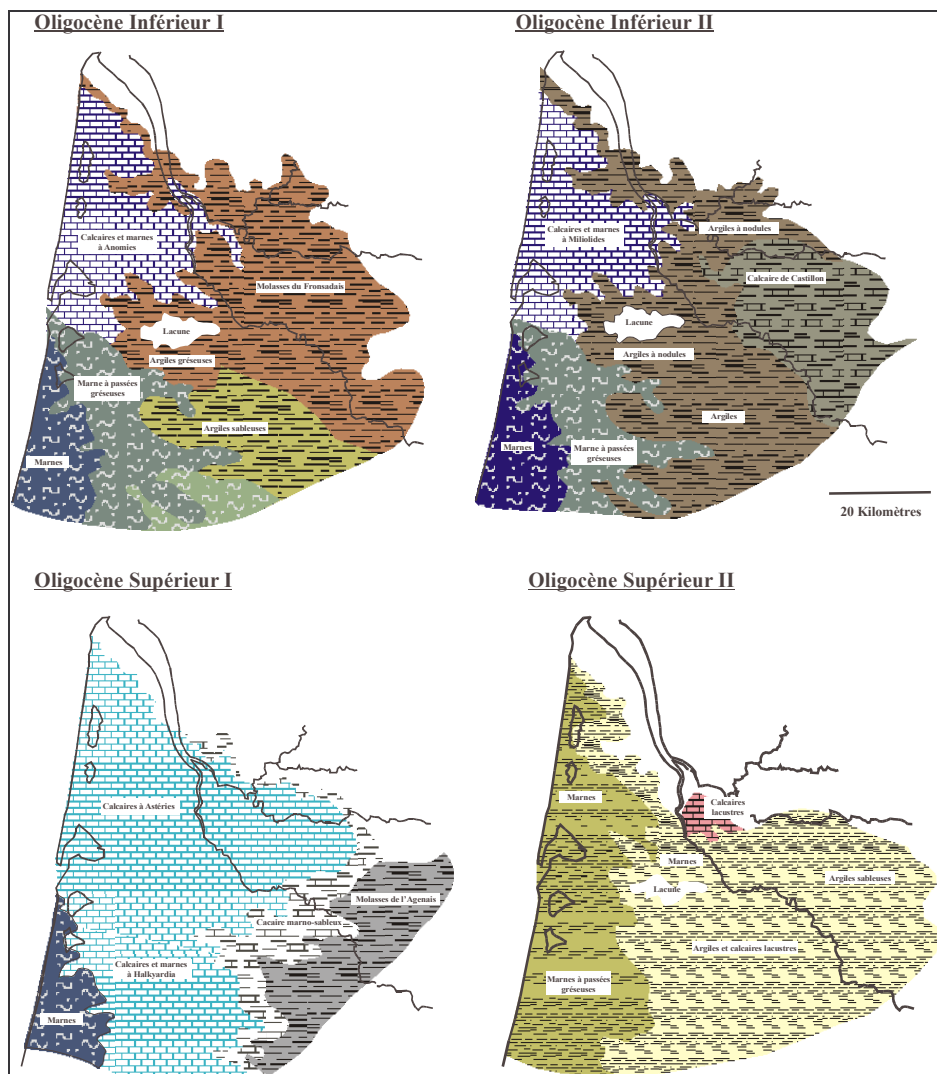 Oligocène Inférieur I
Calcaires et marnes
à Anomies
Molasses du Fronsadais
Lacune
Argiles gréseuses
Marne à passées
gréseuses
Argiles sableuses
Marnes
Oligocène Inférieur II
Calcaires et marnes
à Miliolides
Argiles à nodules
Calcaire de Castillon
Lacune
Argiles à nodules
Argiles
Marnes
Marne à passées
gréseuses
20 Kilomètres
Oligocène Supérieur I
Calcaires à Astéries
Molasses de l'Agenais
Cacaire marno-sableux
Calcaires et marnes
à Halkyardia
Marnes
Oligocène Supérieur II
Marnes
Calcaires
lacustres
Marnes
Argiles sableuses
Lacune
Argiles et calcaires lacustres
Marnes à passées
gréseuses